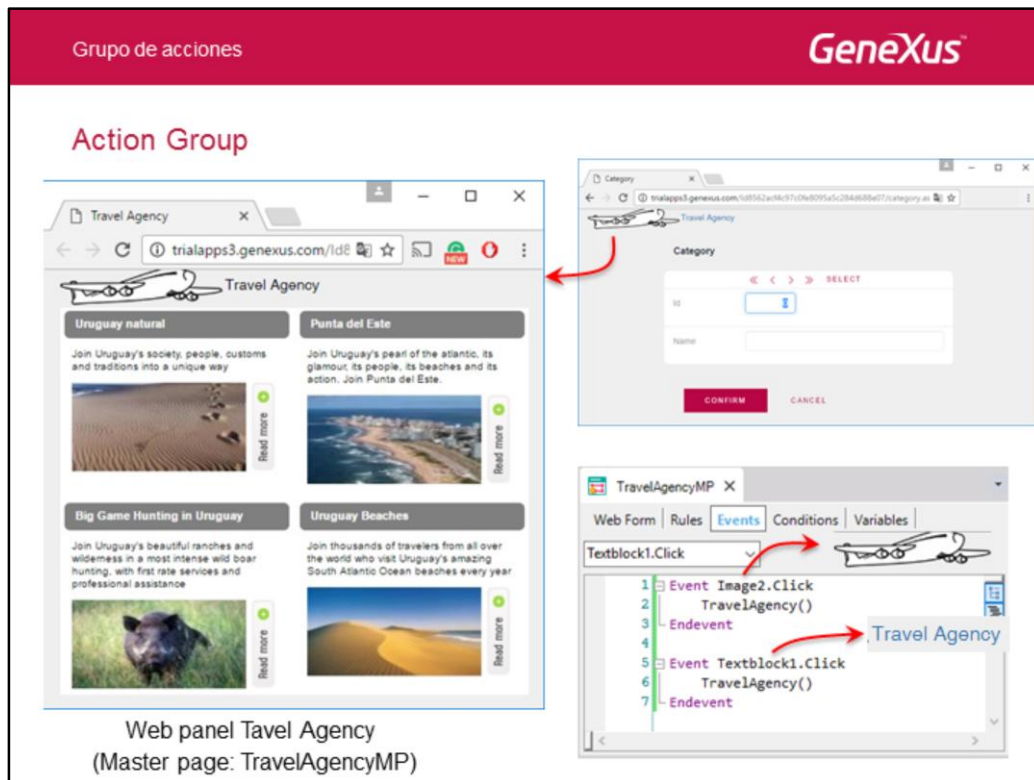 Grupo de acciones
GeneXus™
Action Group
Travel Agency
trialapps3.genexus.com/Id8
NEW
Travel Agency
Uruguay natural
Join Uruguay's society, people, customs
and traditions into a unique way
Read more
Punta del Este
Join Uruguay's pearl of the atlantic, its
glamour, its people, its beaches and its
action. Join Punta del Este.
Read more
Big Game Hunting in Uruguay
Join Uruguay's beautiful ranches and
wilderness in a most intense wild boar
hunting, with first rate services and
professional assistance
Read more
Uruguay Beaches
Join thousands of travelers from all over
the world who visit Uruguay's amazing
South Atlantic Ocean beaches every year
Read more
Web panel Tavel Agency
(Master page: TravelAgencyMP)
Category
Travel Agency
Category
SELECT
Id
0
Name
CONFIRM CANCEL
TravelAgencyMP
Web Form Rules Events Conditions Variables
Textblock1.Click
1 Event Image2.Click
2 TravelAgency()
3 Endevent
4
5 Event Textblock1.Click
6 TravelAgency()
7 Endevent
Travel Agency